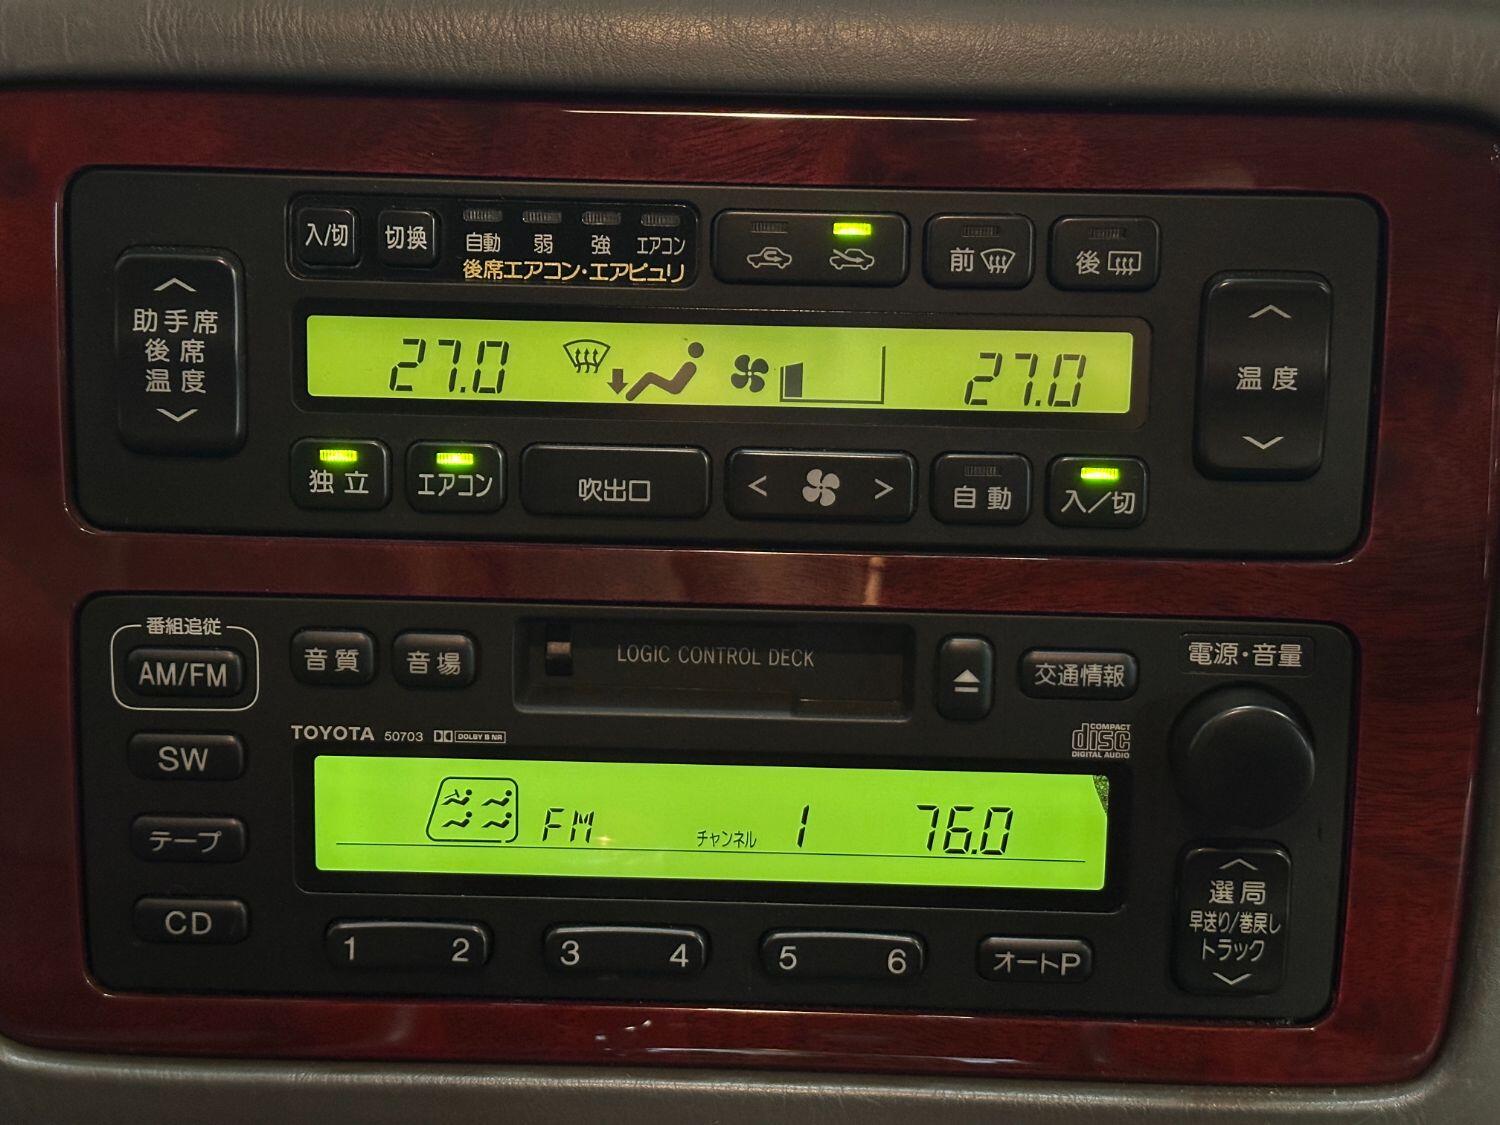 入/切
切換
自動
弱
強
エアコン
後席エアコン・エアピュリ
前
後
助手席
後席
温度
27.0
27.0
温度
独立
エアコン
吹出口
<
>
自動
入/切
番組追従
AM/FM
音質
音場
LOGIC CONTROL DECK
交通情報
電源・音量
SW
TOYOTA 50703 DOLBY B NR
COMPACT
disc
DIGITAL AUDIO
テープ
FM
チャンネル 1
76.0
選局
早送り/巻戻し
トラック
CD
1 2
3 4
5 6
オートP